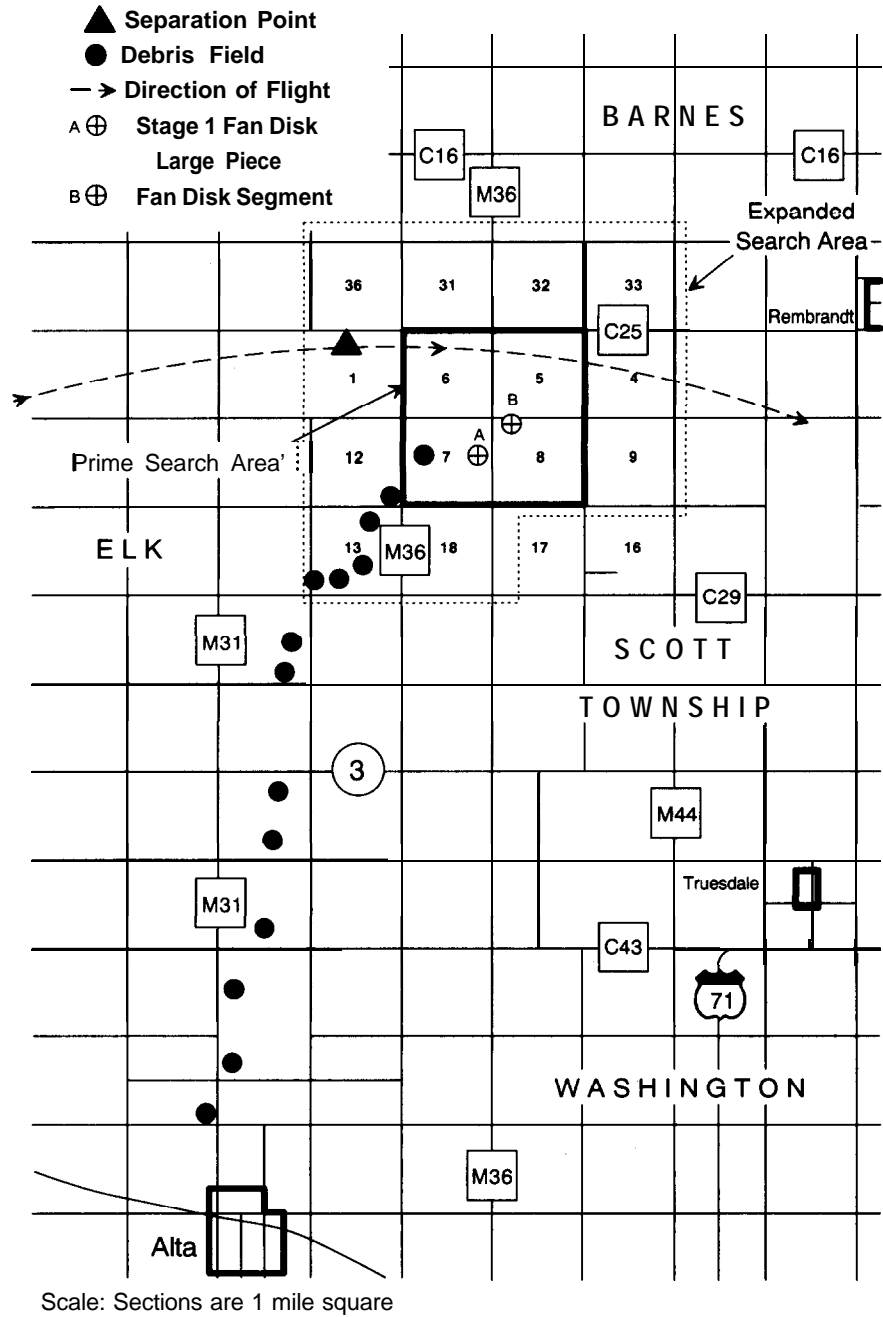 Separation Point
Debris Field
Direction of Flight
A Stage 1 Fan Disk
Large Piece
B Fan Disk Segment
BARNES
C16
C16
M36
Expanded
Search Area
36
31
32
33
Rembrandt
C25
1
6
5
4
B
A
Prime Search Area'
12
7
8
9
ELK
13
M36
18
17
16
C29
M31
SCOTT
TOWNSHIP
3
M44
Truesdale
M31
C43
71
WASHINGTON
M36
Alta
Scale: Sections are 1 mile square